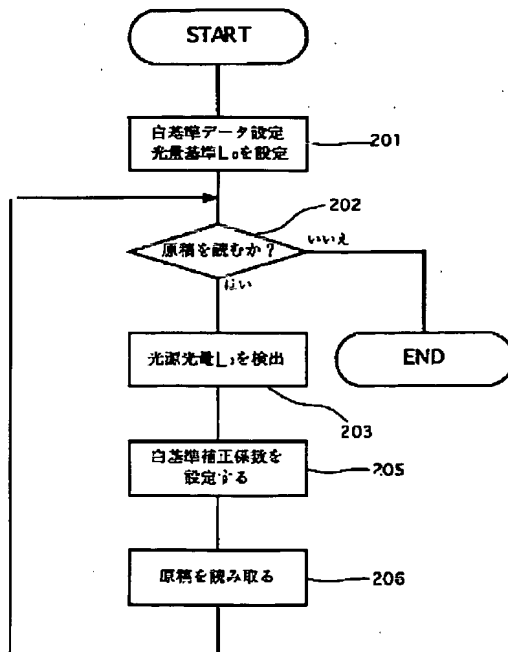 START
白基準データ設定
光量基準L₀を設定
201
202
原稿を読むか？
いいえ
はい
光源光量L₁を検出
END
203
白基準補正係数を
設定する
205
原稿を読み取る
206